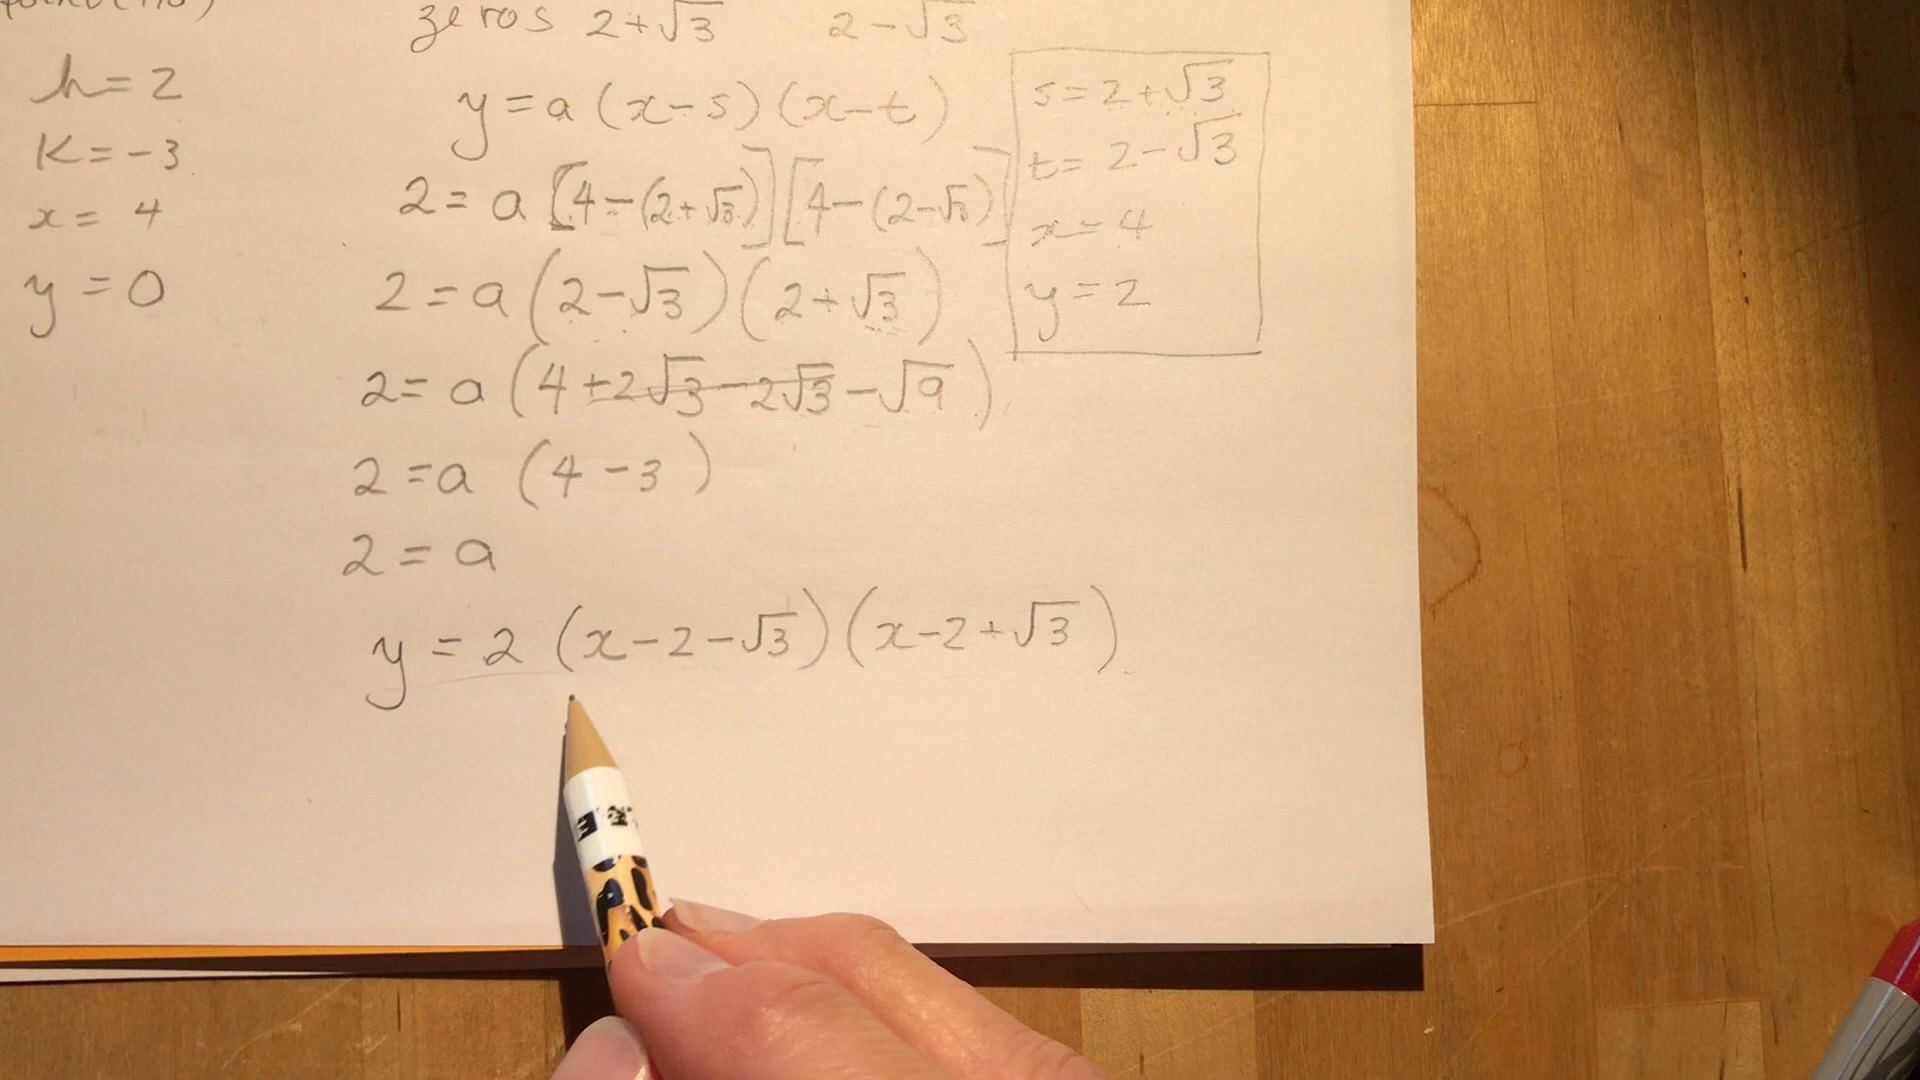 h=2
K=-3
x=4
y=0
zeros 2+√3 2-√3
y=a(x-s)(x-t)
2=a[4-(2+√3)][4-(2-√3)]
2=a(2-√3)(2+√3)
2=a(4+2√3-2√3-√9)
2=a(4-3)
2=a
y=2(x-2-√3)(x-2+√3)
s=2+√3
t=2-√3
x=4
y=2